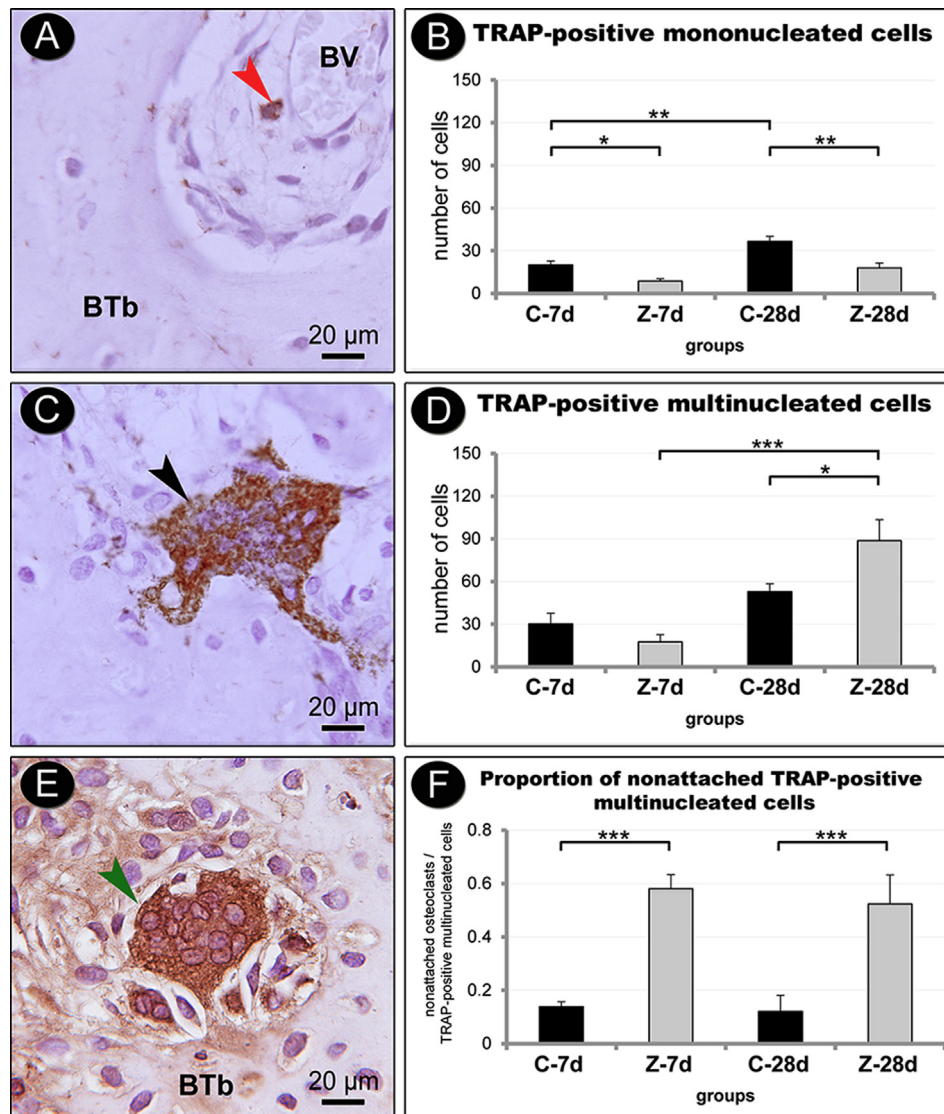 A
BV
BTb
20 µm
B
TRAP-positive mononucleated cells
number of cells
150
120
90
60
30
0
**
*
**
C-7d
Z-7d
C-28d
Z-28d
groups
C
20 µm
D
TRAP-positive multinucleated cells
number of cells
150
120
90
60
30
0
***
*
C-7d
Z-7d
C-28d
Z-28d
groups
E
BTb
20 µm
F
Proportion of nonattached TRAP-positive
multinucleated cells
nonattached osteoclasts /
TRAP-positive multinucleated cells
0.8
0.6
0.4
0.2
0
***
***
C-7d
Z-7d
C-28d
Z-28d
groups